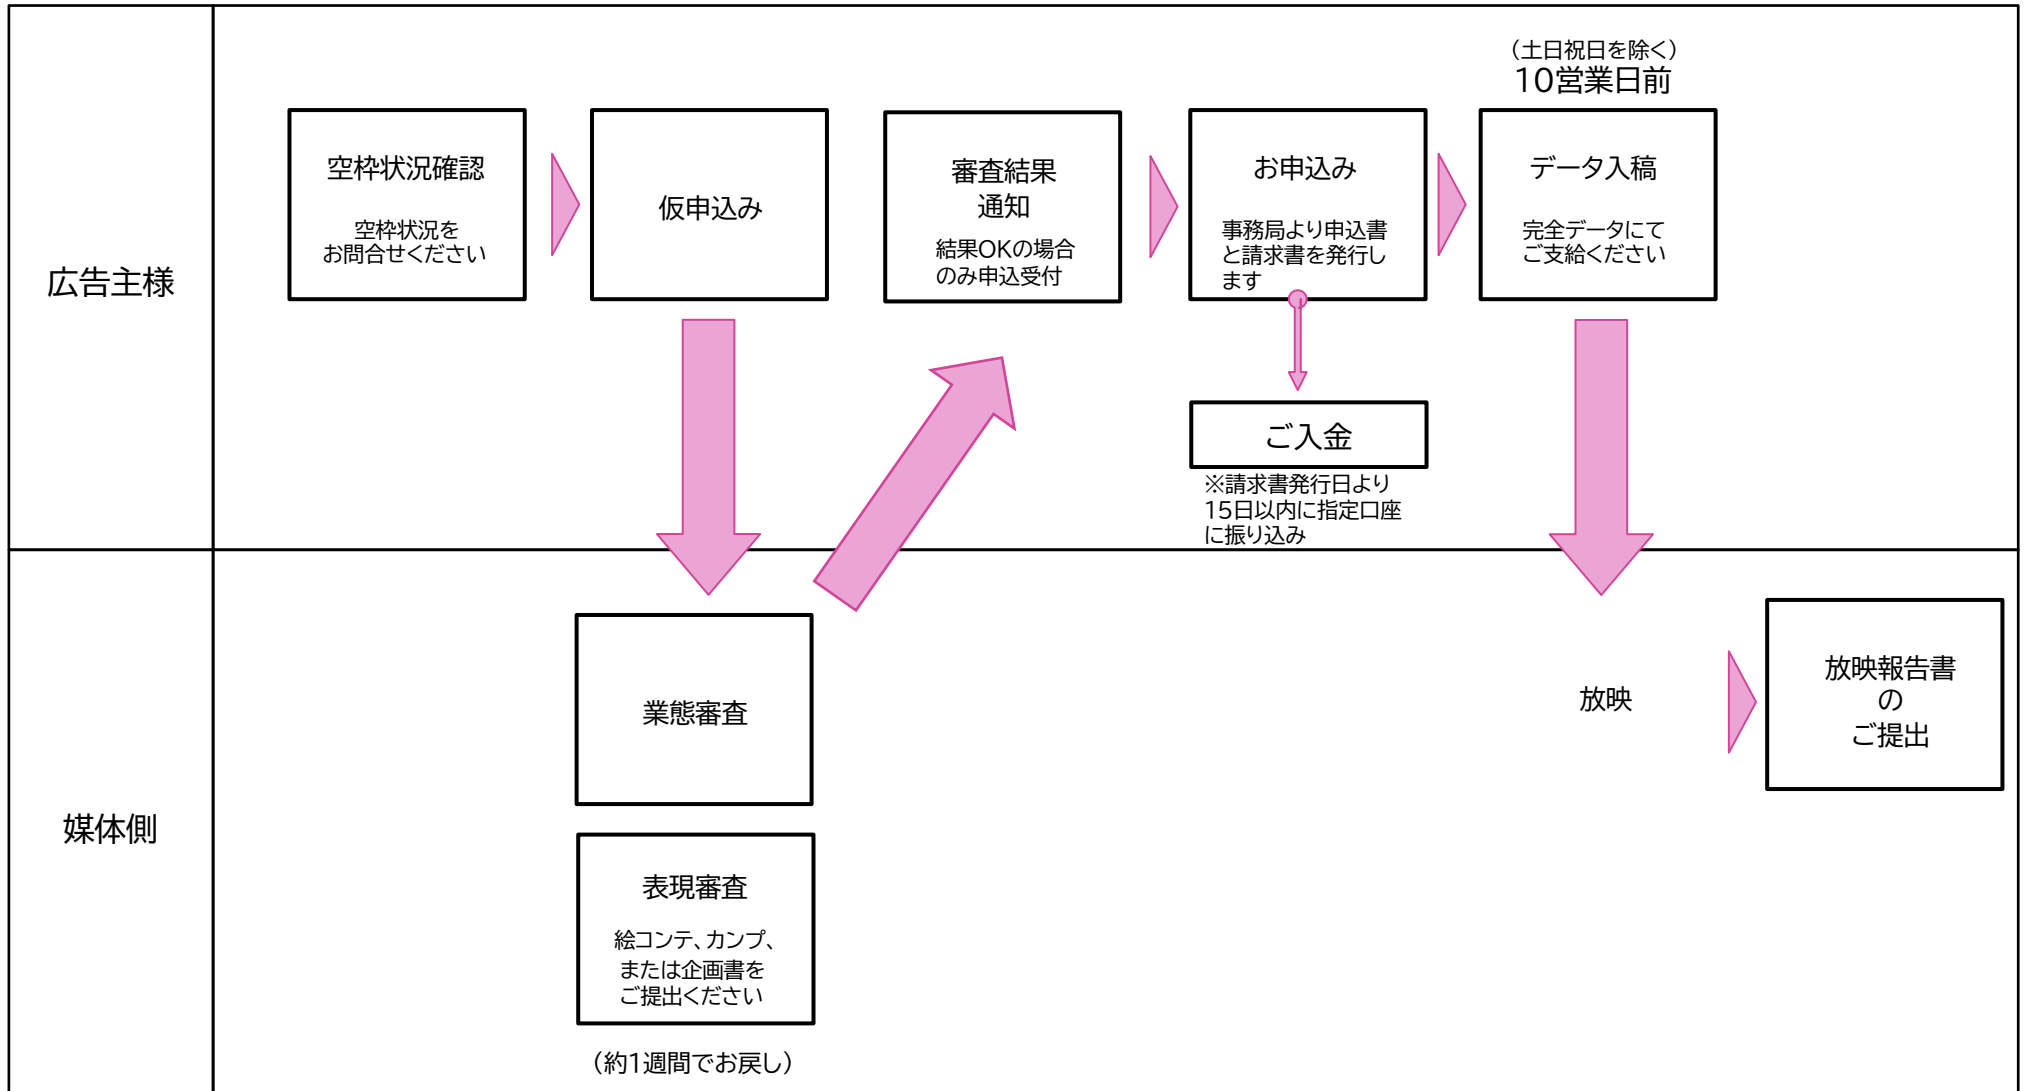 広告主様
空枠状況確認
空枠状況を
お問合せください
仮申込み
審査結果
通知
結果OKの場合
のみ申込受付
お申込み
事務局より申込書
と請求書を発行し
ます
ご入金
※請求書発行日より
15日以内に指定口座
に振り込み
（土日祝日を除く）
10営業日前
データ入稿
完全データにて
ご支給ください
媒体側
業態審査
表現審査
絵コンテ、カンプ、
または企画書を
ご提出ください
（約1週間でお戻し）
放映
放映報告書
の
ご提出